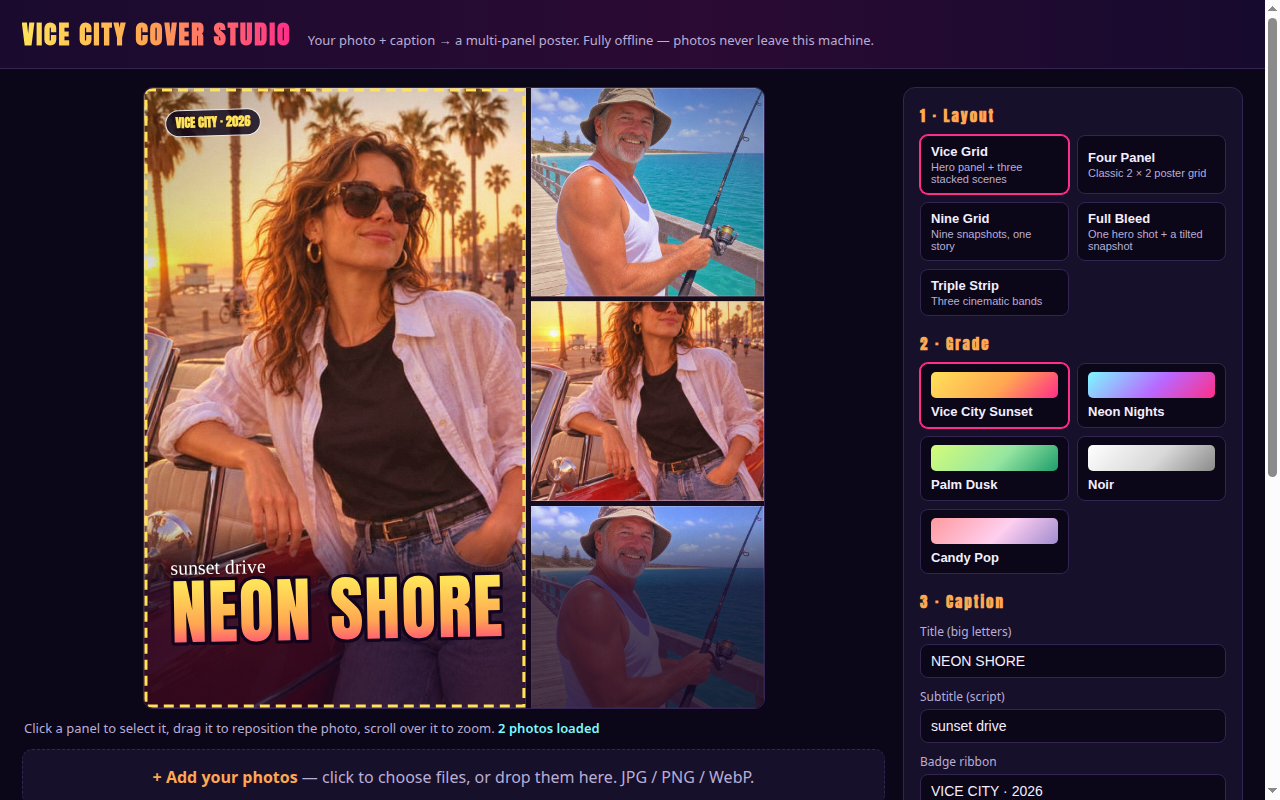 VICE CITY COVER STUDIO
Your photo + caption → a multi-panel poster. Fully offline — photos never leave this machine.
VICE CITY · 2026
sunset drive
NEON SHORE
Click a panel to select it, drag it to reposition the photo, scroll over it to zoom. 2 photos loaded
+ Add your photos — click to choose files, or drop them here. JPG / PNG / WebP.
1 · Layout
Vice Grid
Hero panel + three
stacked scenes
Four Panel
Classic 2 × 2 poster grid
Nine Grid
Nine snapshots, one
story
Full Bleed
One hero shot + a tilted
snapshot
Triple Strip
Three cinematic bands
2 · Grade
Vice City Sunset
Neon Nights
Palm Dusk
Noir
Candy Pop
3 · Caption
Title (big letters)
NEON SHORE
Subtitle (script)
sunset drive
Badge ribbon
VICE CITY · 2026